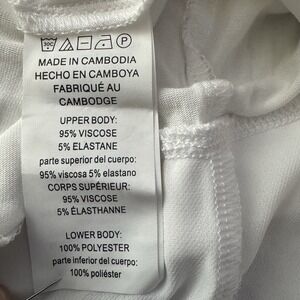 30C P
MADE IN CAMBODIA
HECHO EN CAMBOYA
FABRIQUÉ AU
CAMBODGE
UPPER BODY:
95% VISCOSE
5% ELASTANE
parte superior del cuerpo:
95% viscosa 5% elastano
CORPS SUPÉRIEUR:
95% VISCOSE
5% ÉLASTHANNE
LOWER BODY:
100% POLYESTER
parte inferior del cuerpo:
100% poliéster